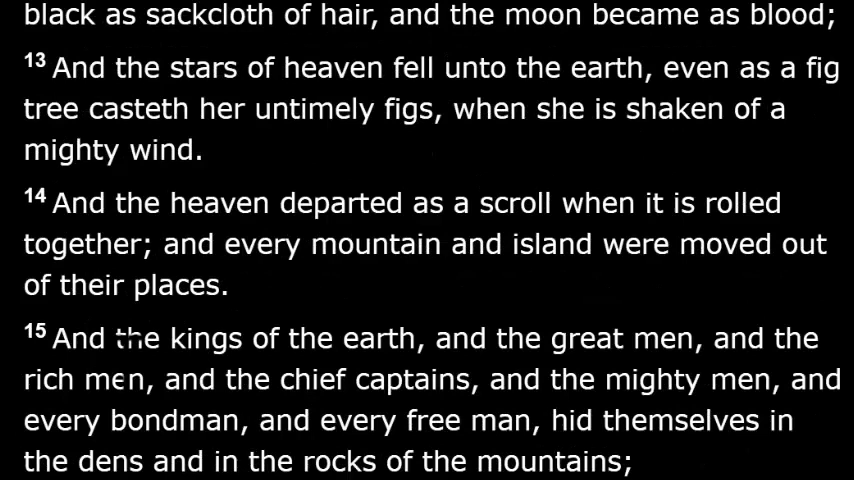 black as sackcloth of hair, and the moon became as blood;
13 And the stars of heaven fell unto the earth, even as a fig
tree casteth her untimely figs, when she is shaken of a
mighty wind.
14 And the heaven departed as a scroll when it is rolled
together; and every mountain and island were moved out
of their places.
15 And the kings of the earth, and the great men, and the
rich men, and the chief captains, and the mighty men, and
every bondman, and every free man, hid themselves in
the dens and in the rocks of the mountains;